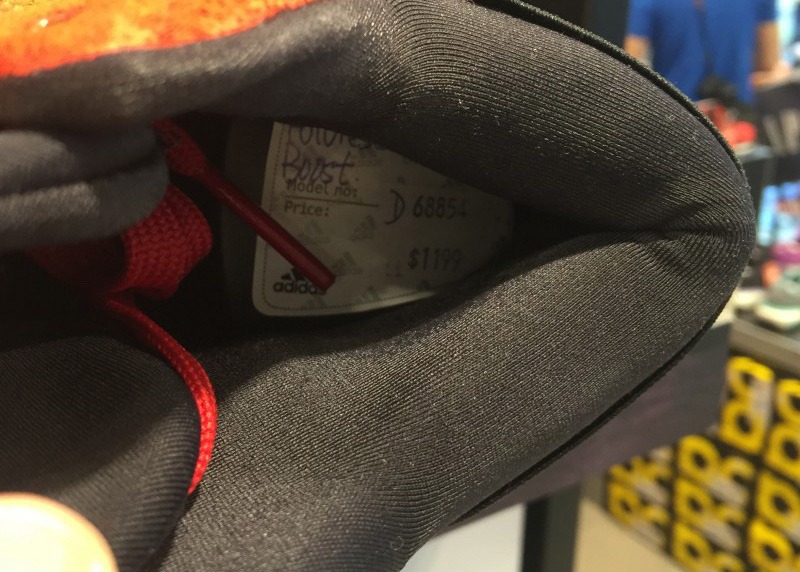 Boost.
Model no:
Price: D 68854
$1199
adidas